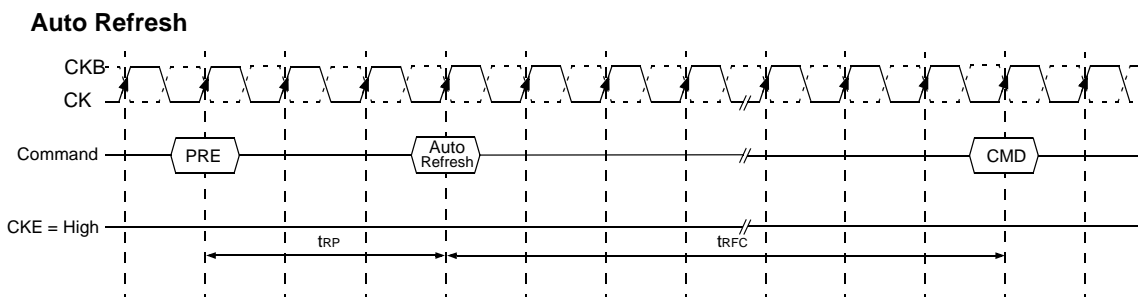 Auto Refresh
CKB
CK
Command
PRE
Auto
Refresh
CMD
CKE = High
tRP
tRFC